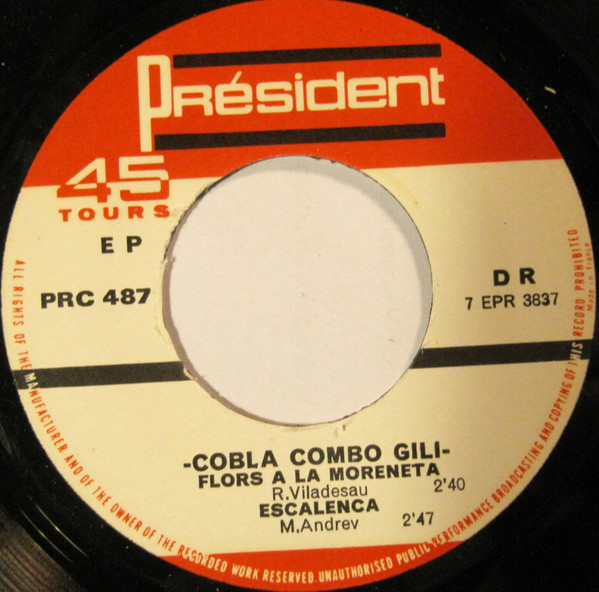 Président
45
TOURS
E P
PRC 487
D R
7 EPR 3837
-COBLA COMBO GILI-
FLORS A LA MORENETA
R.Viladesau 2'40
ESCALENCA
M.Andrev 2'47
ALL RIGHTS OF THE MANUFACTURER AND OF THE OWNER OF THE RECORDED WORK RESERVED. UNAUTHORISED PUBLIC PERFORMANCE BROADCASTING AND COPYING OF THIS RECORD PROHIBITED
Made in France